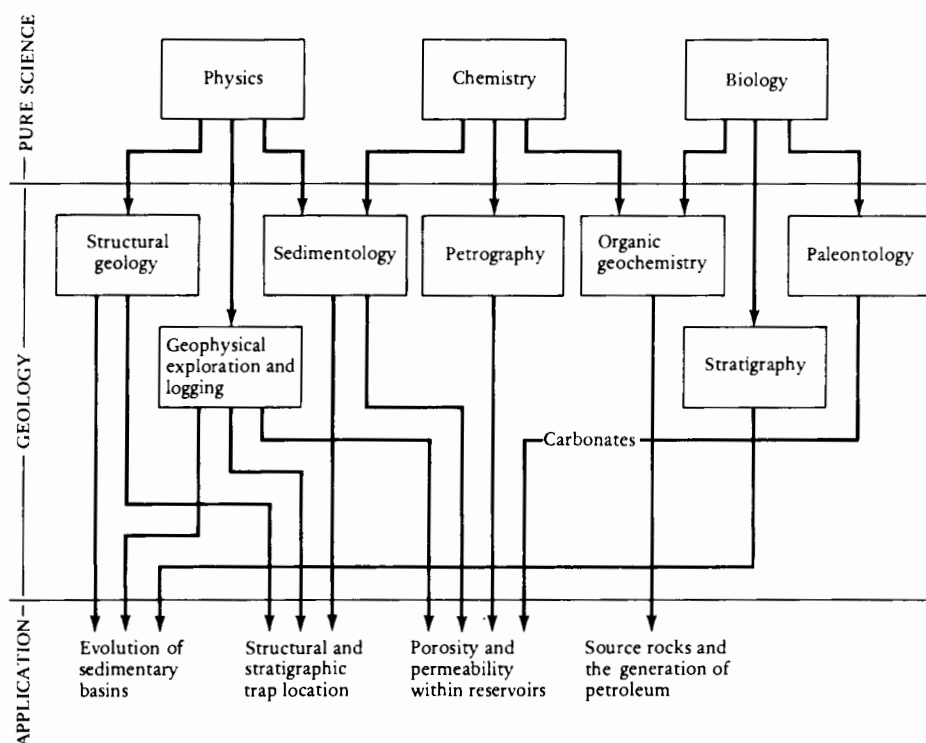 PURE SCIENCE
Physics
Chemistry
Biology
GEOLOGY
Structural
geology
Sedimentology
Petrography
Organic
geochemistry
Paleontology
Geophysical
exploration and
logging
Stratigraphy
Carbonates
APPLICATION
Evolution of
sedimentary
basins
Structural and
stratigraphic
trap location
Porosity and
permeability
within reservoirs
Source rocks and
the generation of
petroleum